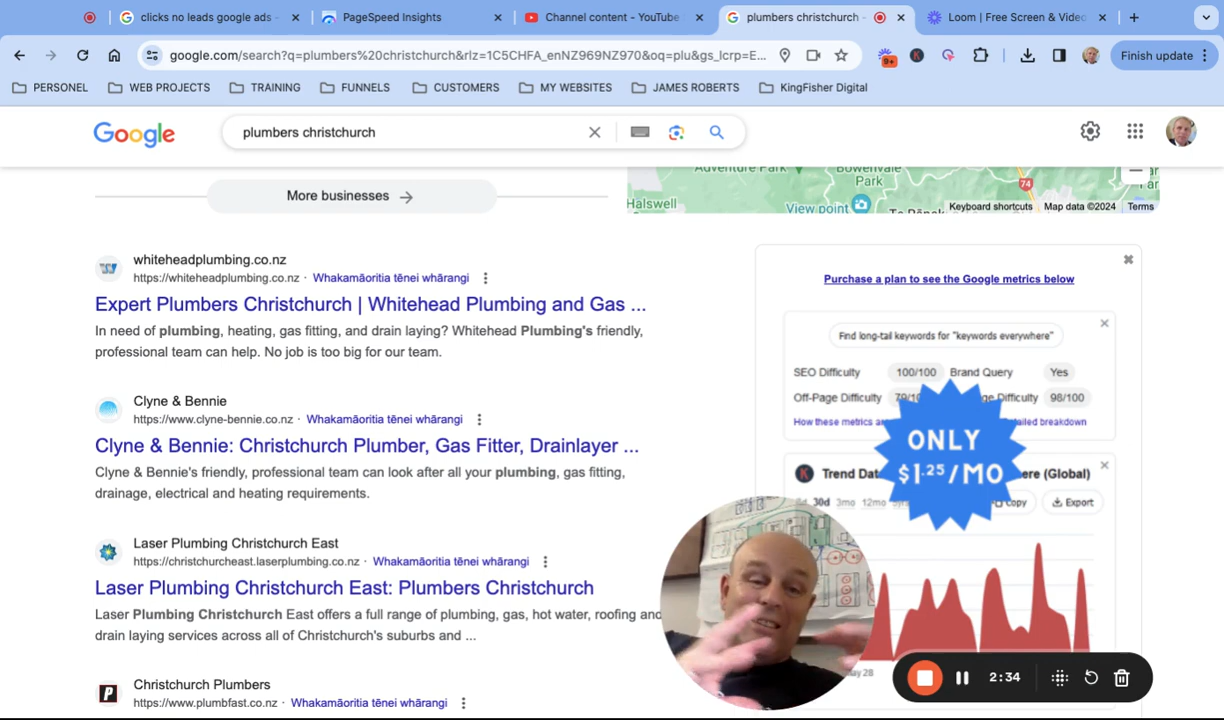 clicks no leads google ads -
PageSpeed Insights
Channel content - YouTube
plumbers christchurch -
Loom | Free Screen & Video
google.com/search?q=plumbers%20christchurch&rlz=1C5CHFA_enNZ969NZ970&oq=plu&gs_lcrp=E...
9+
Finish update
PERSONEL
WEB PROJECTS
TRAINING
FUNNELS
CUSTOMERS
MY WEBSITES
JAMES ROBERTS
KingFisher Digital
Google
plumbers christchurch
More businesses
Halswell
Adventure Park
View point
Bowenvale
Park
74
Keyboard shortcuts
Map data ©2024
Terms
whiteheadplumbing.co.nz
https://whiteheadplumbing.co.nz · Whakamāoritia tēnei whārangi
Expert Plumbers Christchurch | Whitehead Plumbing and Gas ...
In need of plumbing, heating, gas fitting, and drain laying? Whitehead Plumbing's friendly,
professional team can help. No job is too big for our team.
Clyne & Bennie
https://www.clyne-bennie.co.nz · Whakamāoritia tēnei whārangi
Clyne & Bennie: Christchurch Plumber, Gas Fitter, Drainlayer ...
Clyne & Bennie's friendly, professional team can look after all your plumbing, gas fitting,
drainage, electrical and heating requirements.
Laser Plumbing Christchurch East
https://christchurcheast.laserplumbing.co.nz · Whakamāoritia tēnei whārangi
Laser Plumbing Christchurch East: Plumbers Christchurch
Laser Plumbing Christchurch East offers a full range of plumbing, gas, hot water, roofing and
drain laying services across all of Christchurch's suburbs and ...
Christchurch Plumbers
https://www.plumbfast.co.nz · Whakamāoritia tēnei whārangi
Purchase a plan to see the Google metrics below
Find long-tail keywords for "keywords everywhere"
SEO Difficulty 100/100 Brand Query Yes
Off-Page Difficulty 98/100
How these metrics are breakdown
ONLY
$1.25/MO
Trend (Global)
30d 3mo 12mo Copy Export
28
2:34